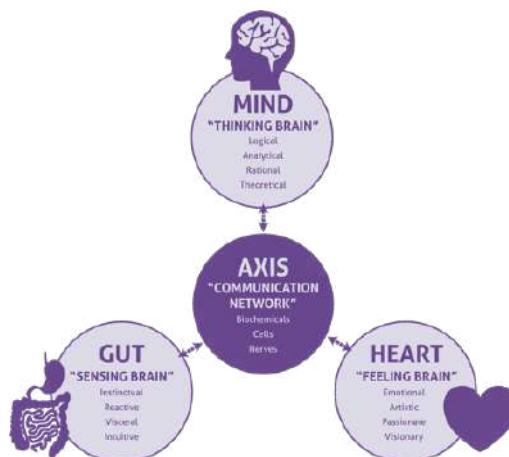 MIND
"THINKING BRAIN"
Logical
Analytical
Rational
Theoretical
AXIS
"COMMUNICATION
NETWORK"
Biochemicals
Cells
Nerves
GUT
"SENSING BRAIN"
Instinctual
Reactive
Visceral
Intuitive
HEART
"FEELING BRAIN"
Emotional
Artistic
Passionate
Visionary